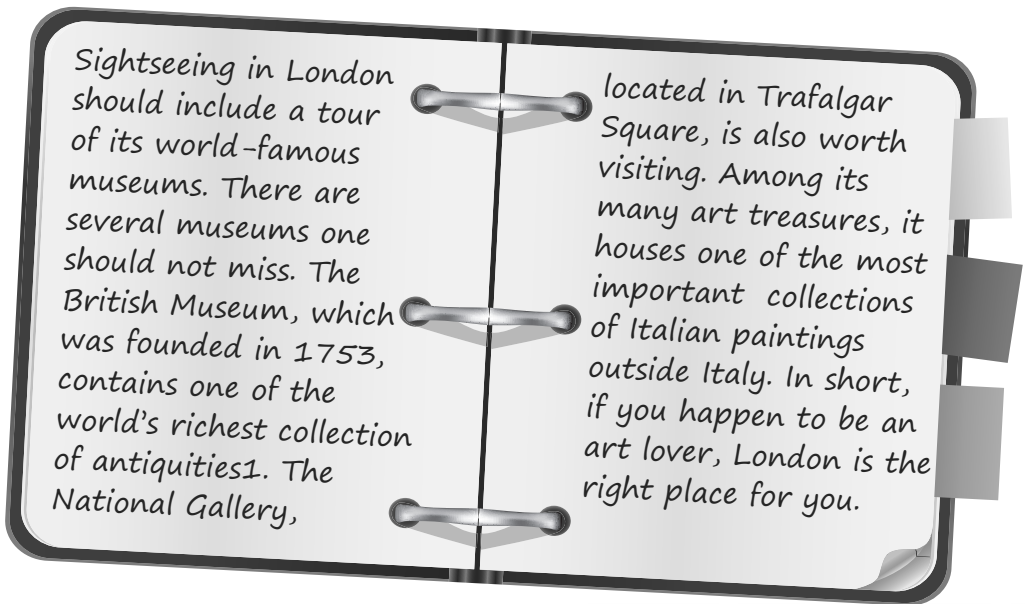 Sightseeing in London
should include a tour
of its world-famous
museums. There are
several museums one
should not miss. The
British Museum, which
was founded in 1753,
contains one of the
world's richest collection
of antiquities1. The
National Gallery,
located in Trafalgar
Square, is also worth
visiting. Among its
many art treasures, it
houses one of the most
important collections
of Italian paintings
outside Italy. In short,
if you happen to be an
art lover, London is the
right place for you.